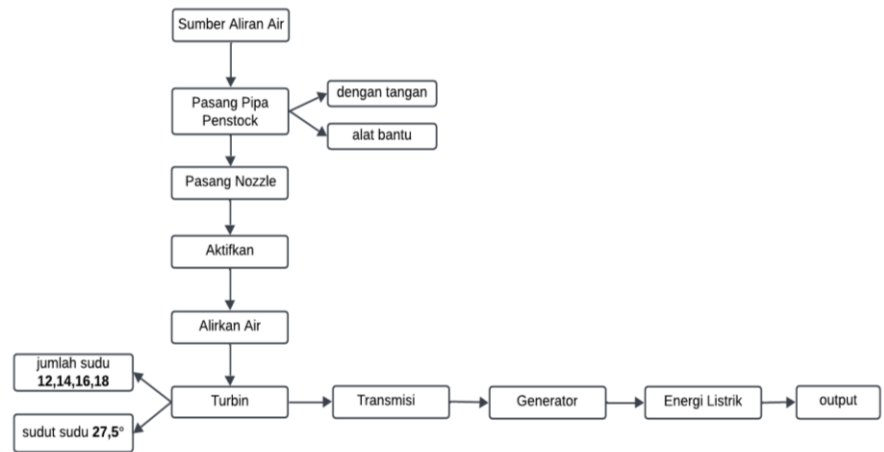 Sumber Aliran Air
Pasang Pipa
Penstock
dengan tangan
alat bantu
Pasang Nozzle
Aktifkan
Alirkan Air
jumlah sudu
12,14,16,18
sudut sudu 27,5°
Turbin
Transmisi
Generator
Energi Listrik
output